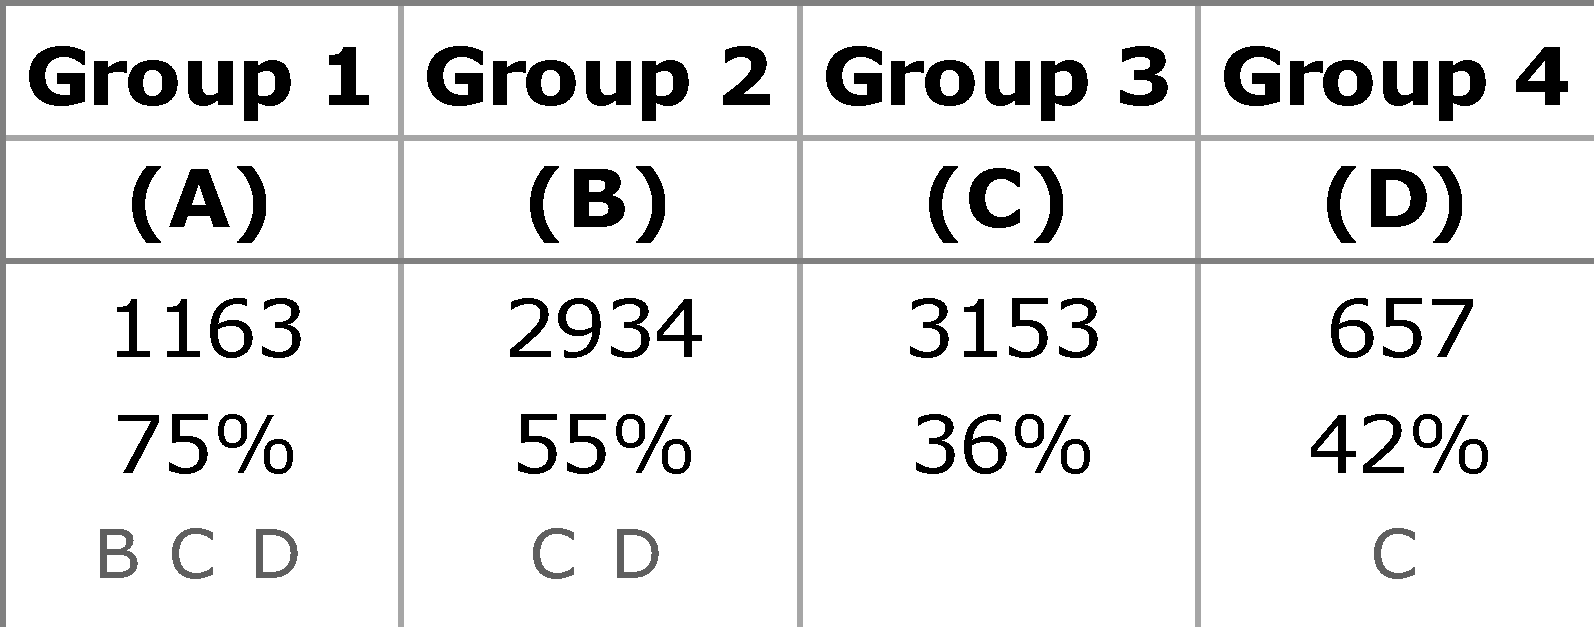 Group 1 Group 2 Group 3 Group 4
(A) (B) (C) (D)
1163 2934 3153 657
75% 55% 36% 42%
B C D C D C